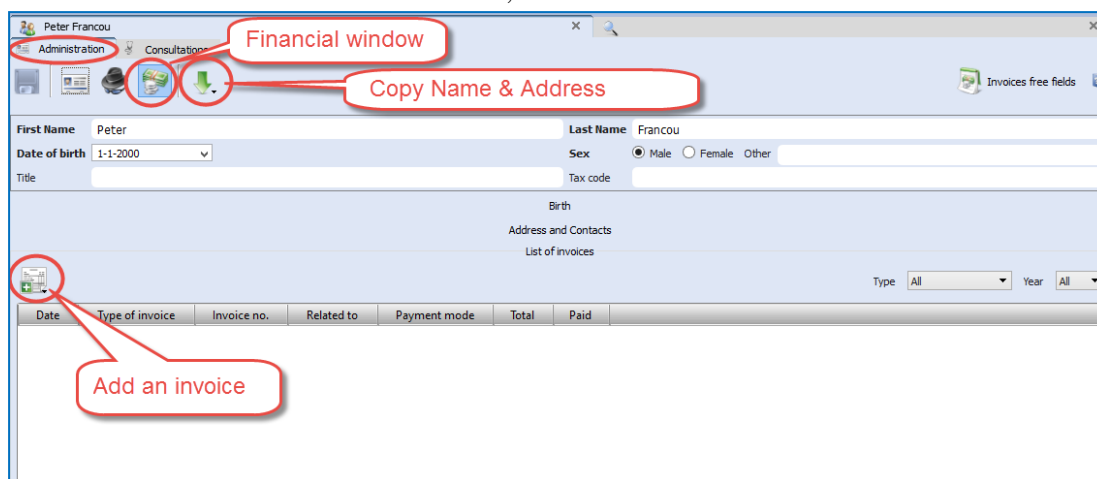 Peter Francou
Administration Consultations
Financial window
Copy Name & Address
Invoices free fields
First Name Peter Last Name Francou
Date of birth 1-1-2000 Sex Male Female Other
Title Tax code
Birth
Address and Contacts
List of invoices
Type All Year All
Date Type of invoice Invoice no. Related to Payment mode Total Paid
Add an invoice